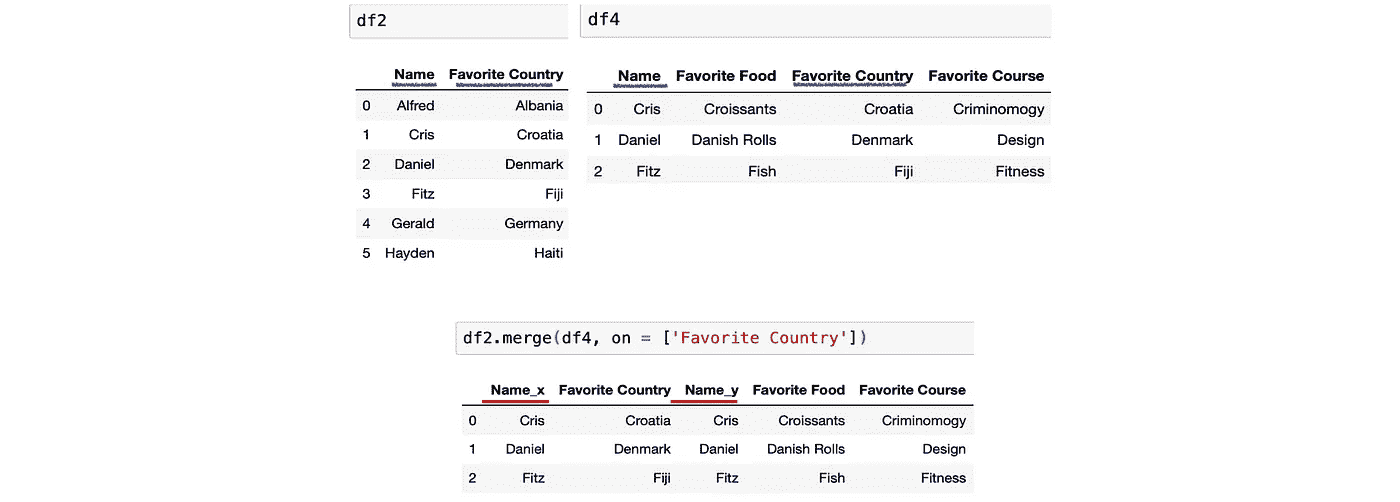 df2
Name Favorite Country
0 Alfred Albania
1 Cris Croatia
2 Daniel Denmark
3 Fitz Fiji
4 Gerald Germany
5 Hayden Haiti
df4
Name Favorite Food Favorite Country Favorite Course
0 Cris Croissants Croatia Criminomogy
1 Daniel Danish Rolls Denmark Design
2 Fitz Fish Fiji Fitness
df2.merge(df4, on = ['Favorite Country'])
Name_x Favorite Country Name_y Favorite Food Favorite Course
0 Cris Croatia Cris Croissants Criminomogy
1 Daniel Denmark Daniel Danish Rolls Design
2 Fitz Fiji Fitz Fish Fitness